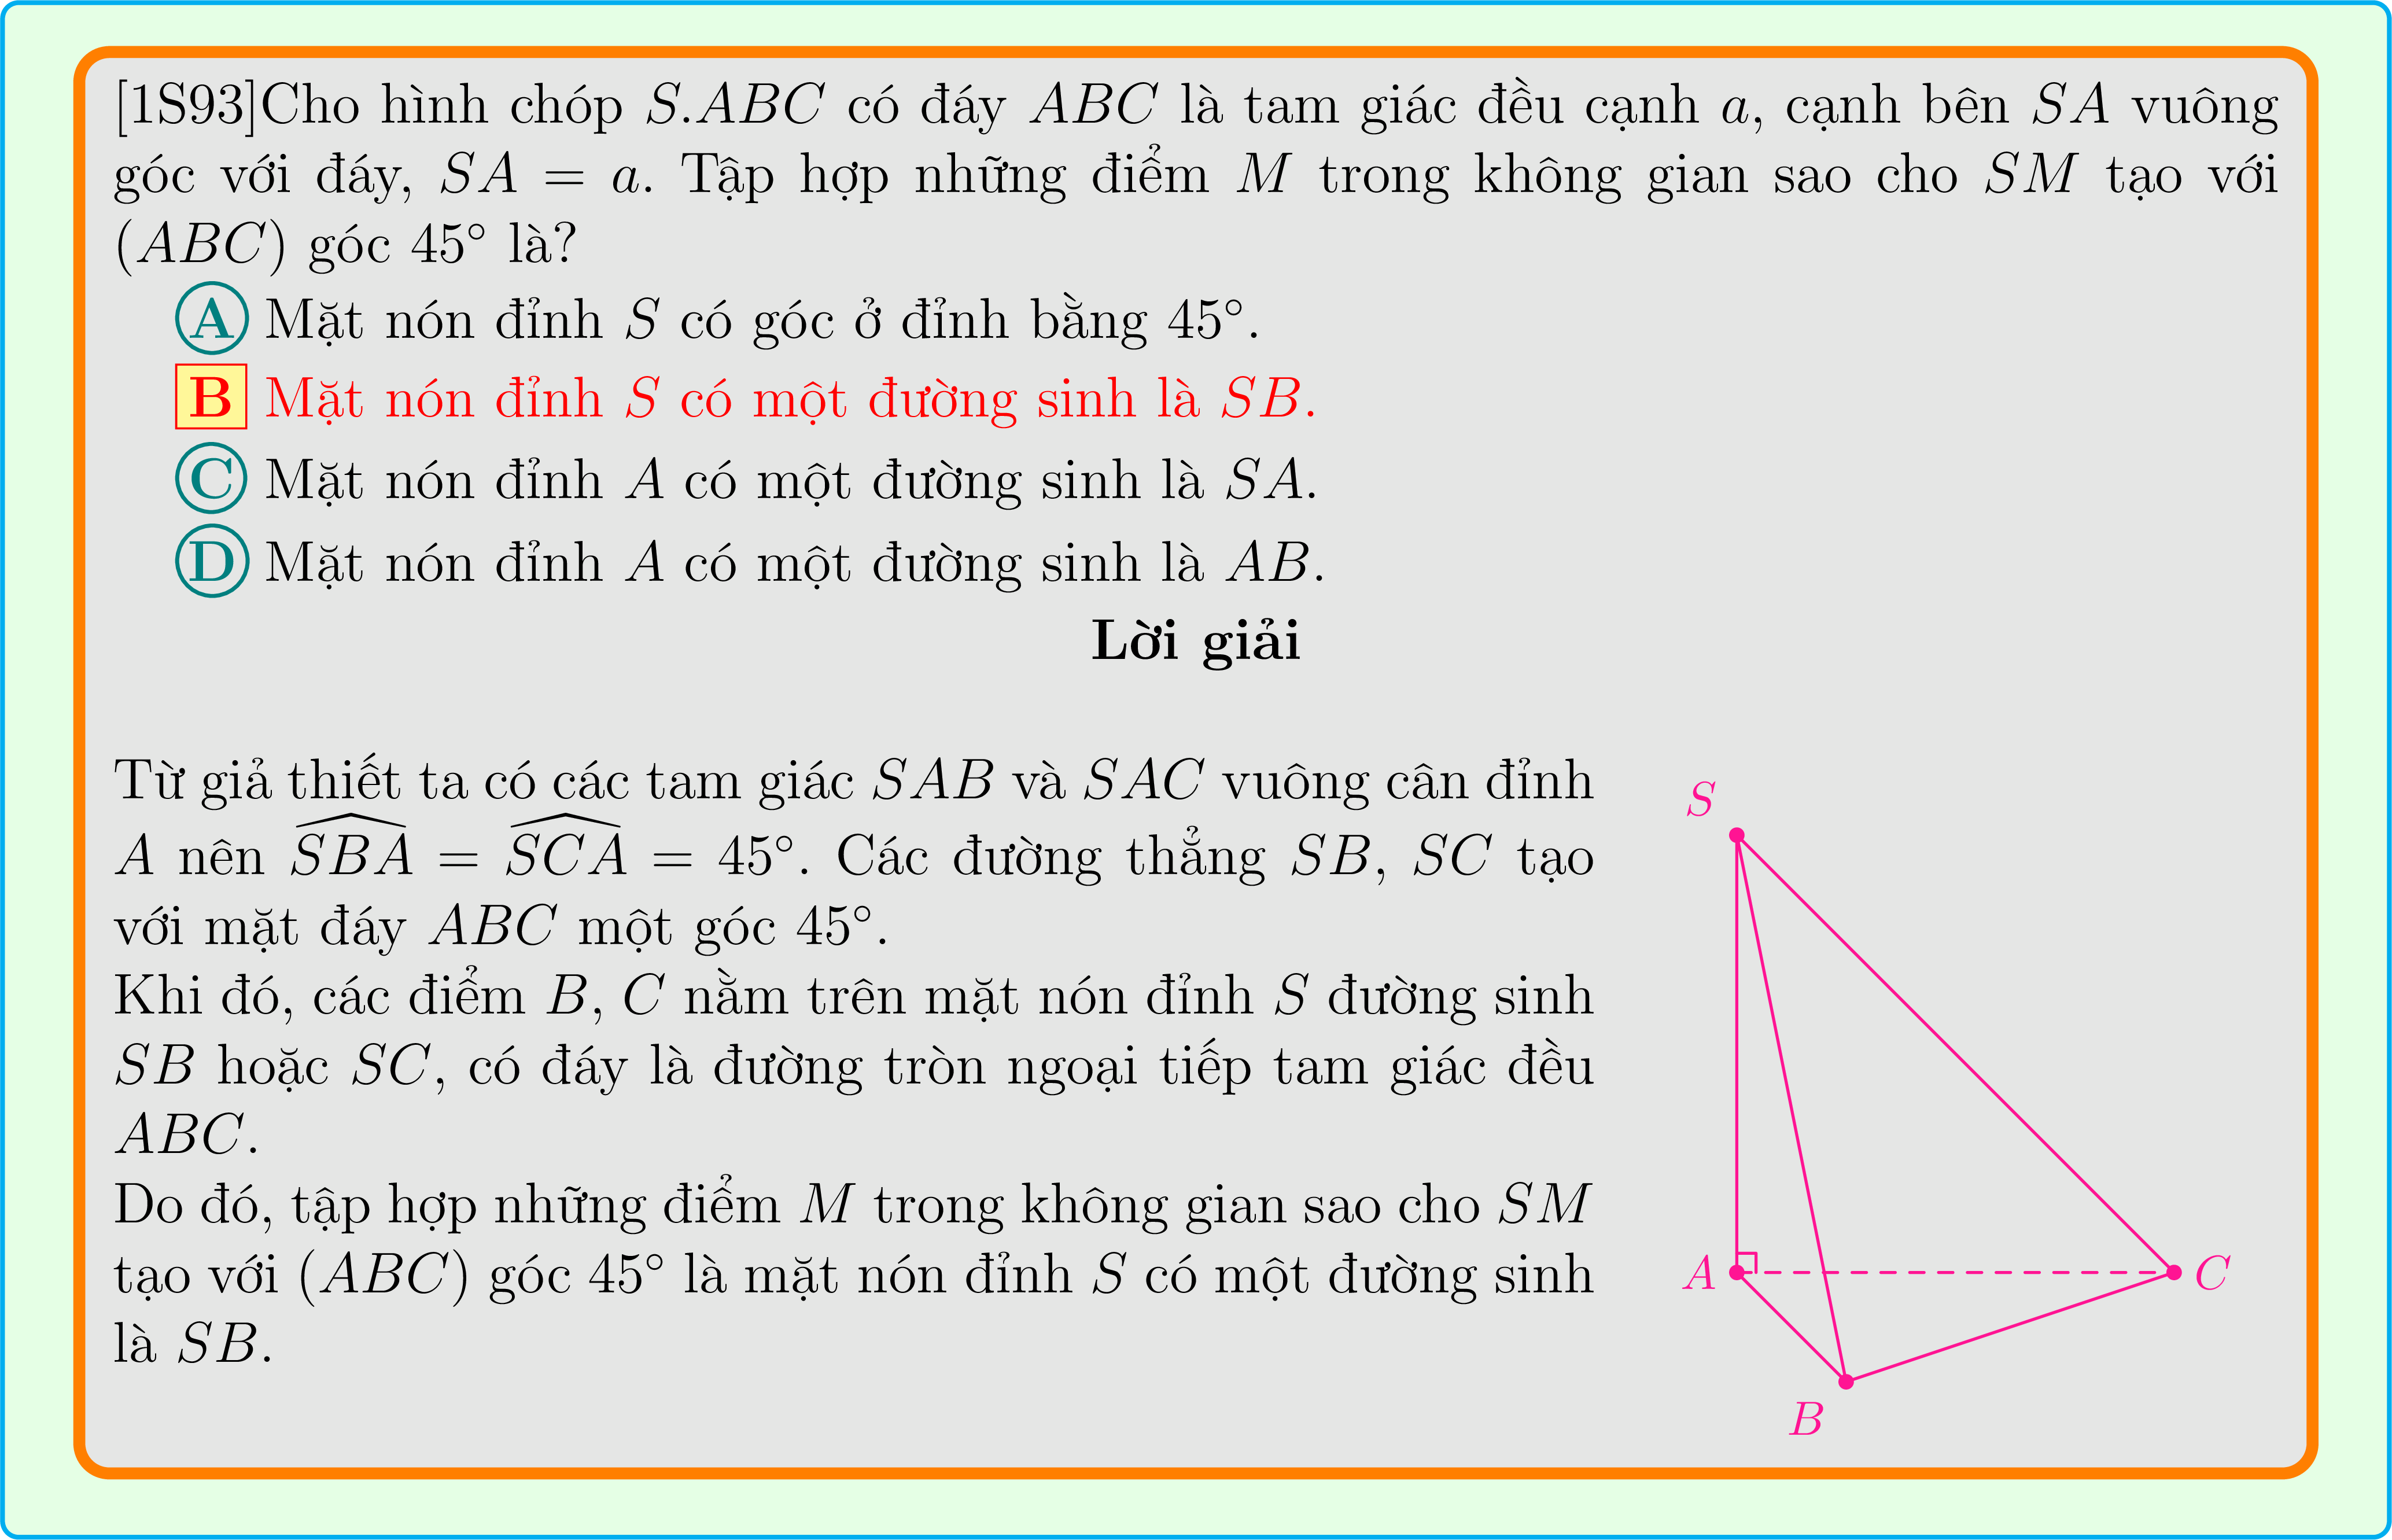 [1S93]Cho hình chóp S.ABC có đáy ABC là tam giác đều cạnh a, cạnh bên SA vuông
góc với đáy, SA = a. Tập hợp những điểm M trong không gian sao cho SM tạo với
(ABC) góc 45° là?
A Mặt nón đỉnh S có góc ở đỉnh bằng 45°.
B Mặt nón đỉnh S có một đường sinh là SB.
C Mặt nón đỉnh A có một đường sinh là SA.
D Mặt nón đỉnh A có một đường sinh là AB.
Lời giải
Từ giả thiết ta có các tam giác SAB và SAC vuông cân đỉnh
A nên \widehat{SBA} = \widehat{SCA} = 45°. Các đường thẳng SB, SC tạo
với mặt đáy ABC một góc 45°.
Khi đó, các điểm B, C nằm trên mặt nón đỉnh S đường sinh
SB hoặc SC, có đáy là đường tròn ngoại tiếp tam giác đều
ABC.
Do đó, tập hợp những điểm M trong không gian sao cho SM
tạo với (ABC) góc 45° là mặt nón đỉnh S có một đường sinh
là SB.
S
A
C
B